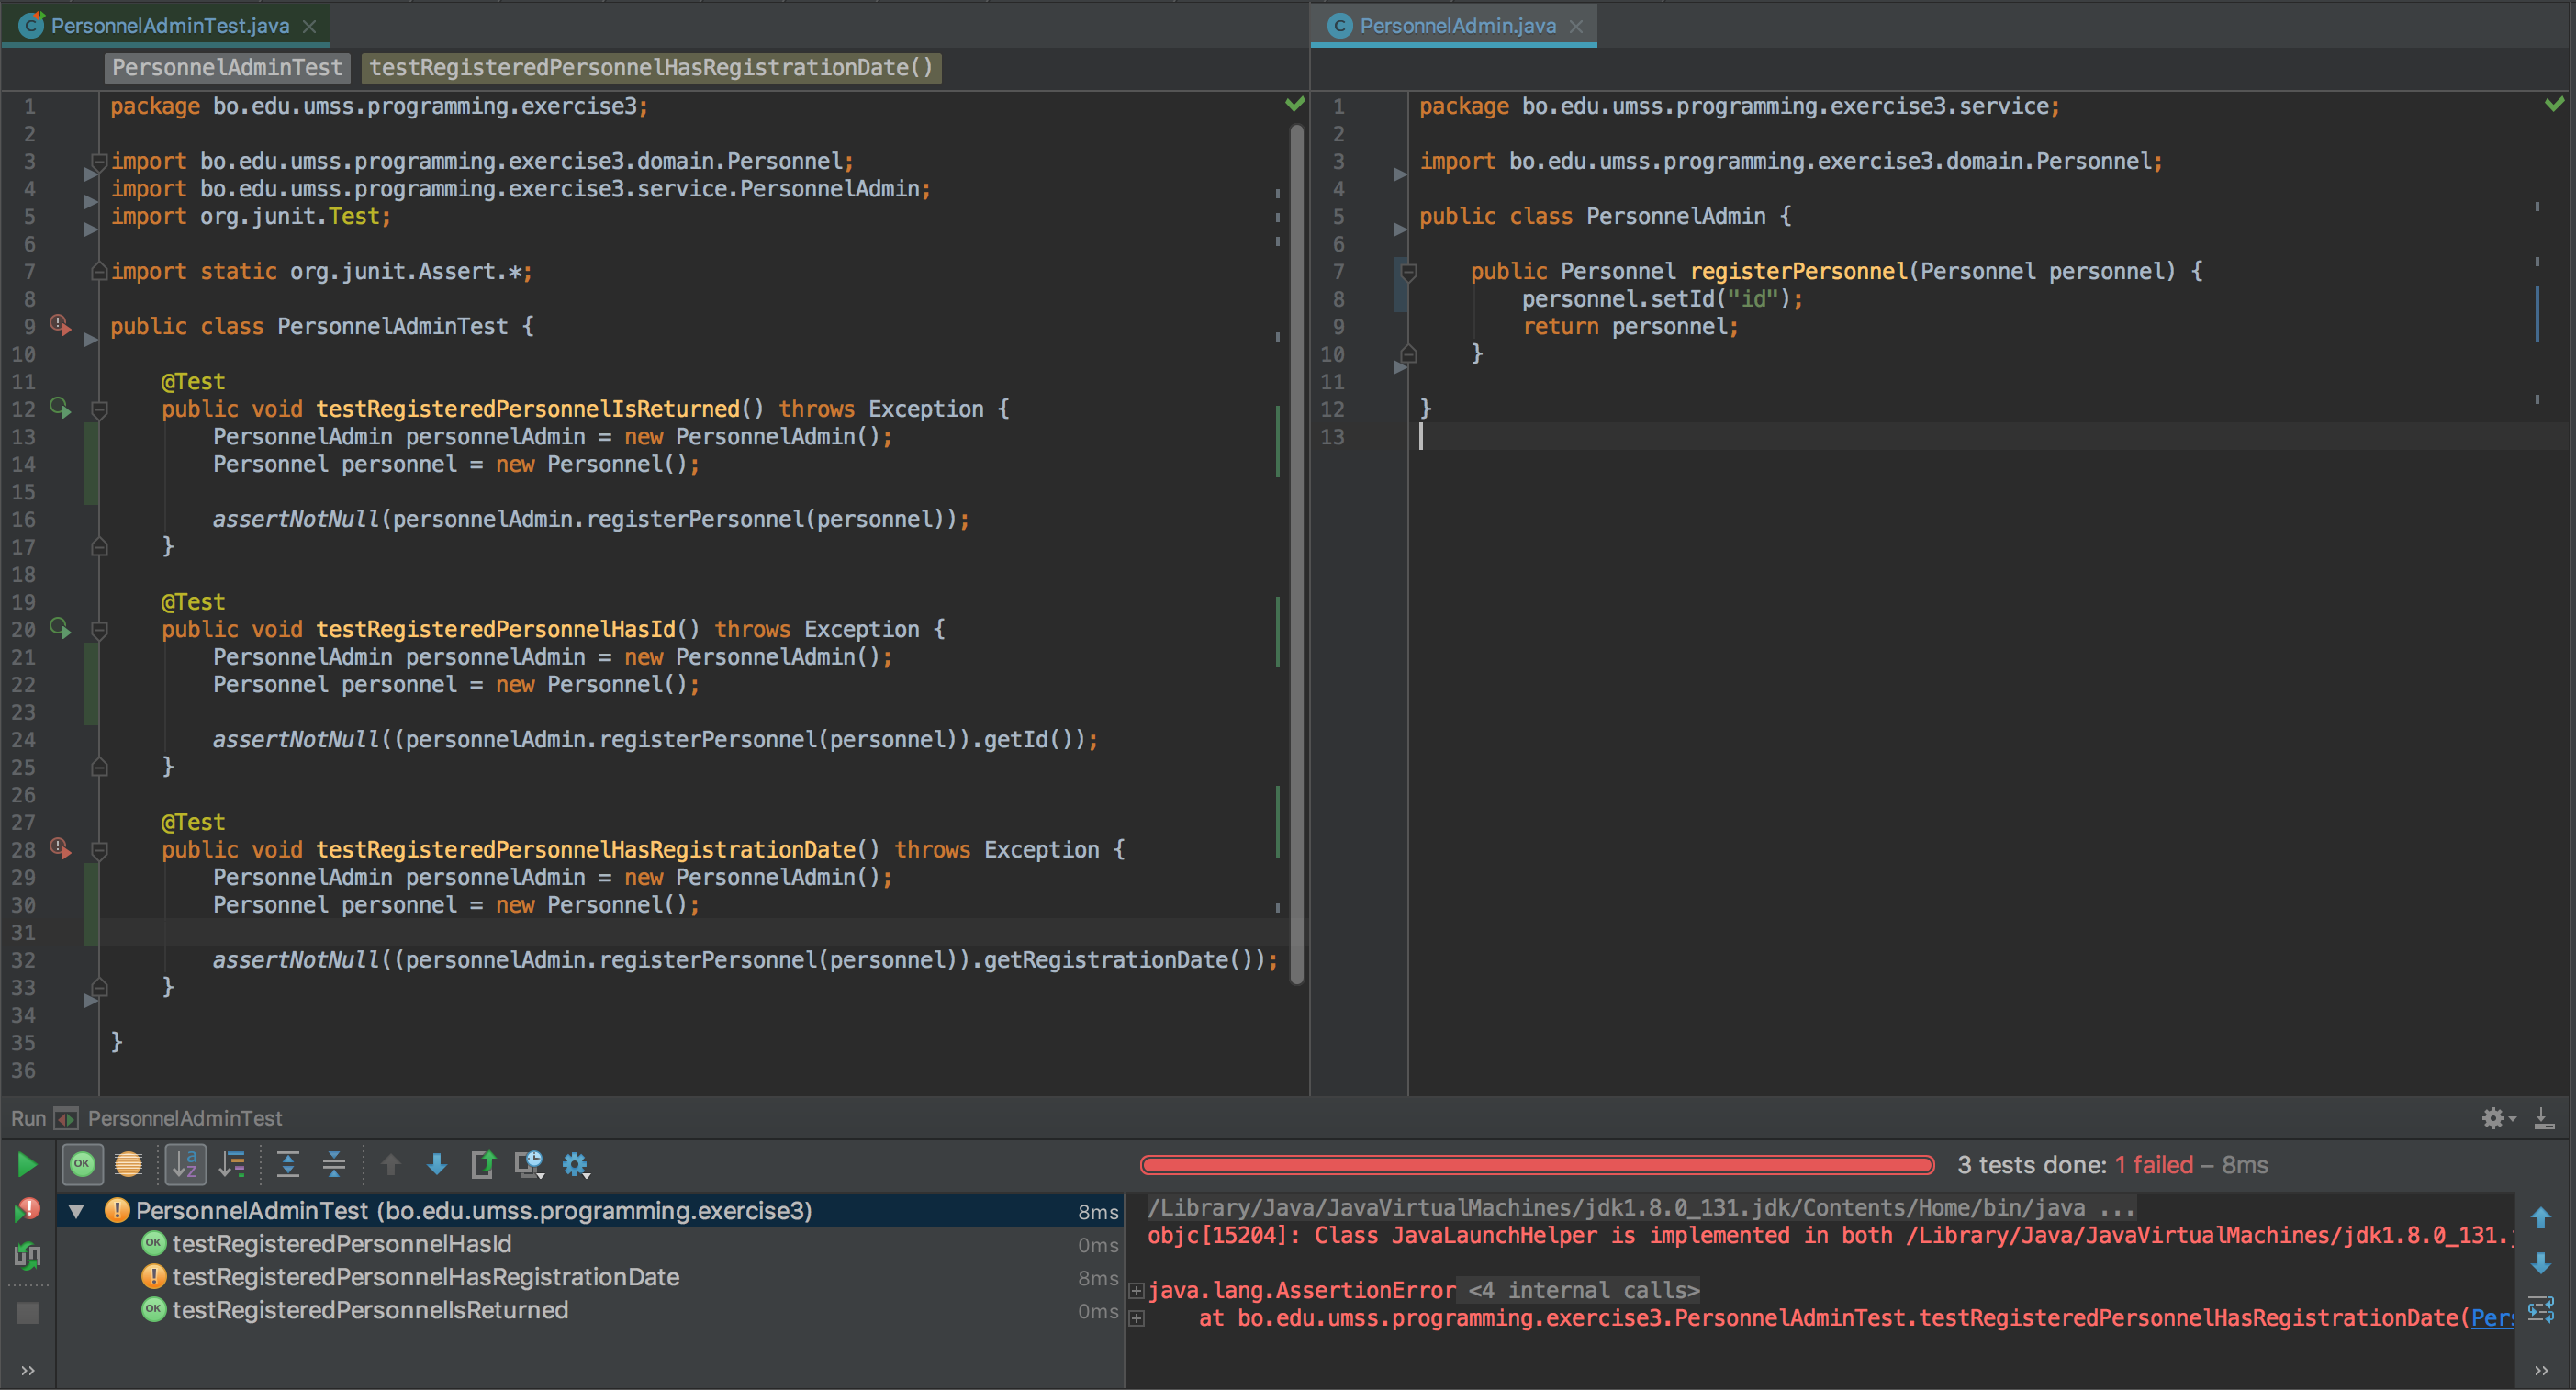 PersonnelAdminTest.java
PersonnelAdminTest testRegisteredPersonnelHasRegistrationDate()
1 package bo.edu.umss.programming.exercise3;
2
3 import bo.edu.umss.programming.exercise3.domain.Personnel;
4 import bo.edu.umss.programming.exercise3.service.PersonnelAdmin;
5 import org.junit.Test;
6
7 import static org.junit.Assert.*;
8
9 public class PersonnelAdminTest {
10
11 @Test
12 public void testRegisteredPersonnelIsReturned() throws Exception {
13 PersonnelAdmin personnelAdmin = new PersonnelAdmin();
14 Personnel personnel = new Personnel();
15
16 assertNotNull(personnelAdmin.registerPersonnel(personnel));
17 }
18
19 @Test
20 public void testRegisteredPersonnelHasId() throws Exception {
21 PersonnelAdmin personnelAdmin = new PersonnelAdmin();
22 Personnel personnel = new Personnel();
23
24 assertNotNull((personnelAdmin.registerPersonnel(personnel)).getId());
25 }
26
27 @Test
28 public void testRegisteredPersonnelHasRegistrationDate() throws Exception {
29 PersonnelAdmin personnelAdmin = new PersonnelAdmin();
30 Personnel personnel = new Personnel();
31
32 assertNotNull((personnelAdmin.registerPersonnel(personnel)).getRegistrationDate());
33 }
34
35 }
36
PersonnelAdmin.java
1 package bo.edu.umss.programming.exercise3.service;
2
3 import bo.edu.umss.programming.exercise3.domain.Personnel;
4
5 public class PersonnelAdmin {
6
7 public Personnel registerPersonnel(Personnel personnel) {
8 personnel.setId("id");
9 return personnel;
10 }
11
12 }
13
Run PersonnelAdminTest
3 tests done: 1 failed – 8ms
PersonnelAdminTest (bo.edu.umss.programming.exercise3) 8ms
OK testRegisteredPersonnelHasId 0ms
testRegisteredPersonnelHasRegistrationDate 8ms
OK testRegisteredPersonnelIsReturned 0ms
/Library/Java/JavaVirtualMachines/jdk1.8.0_131.jdk/Contents/Home/bin/java ...
objc[15204]: Class JavaLaunchHelper is implemented in both /Library/Java/JavaVirtualMachines/jdk1.8.0_131.
java.lang.AssertionError <4 internal calls>
at bo.edu.umss.programming.exercise3.PersonnelAdminTest.testRegisteredPersonnelHasRegistrationDate(Pers